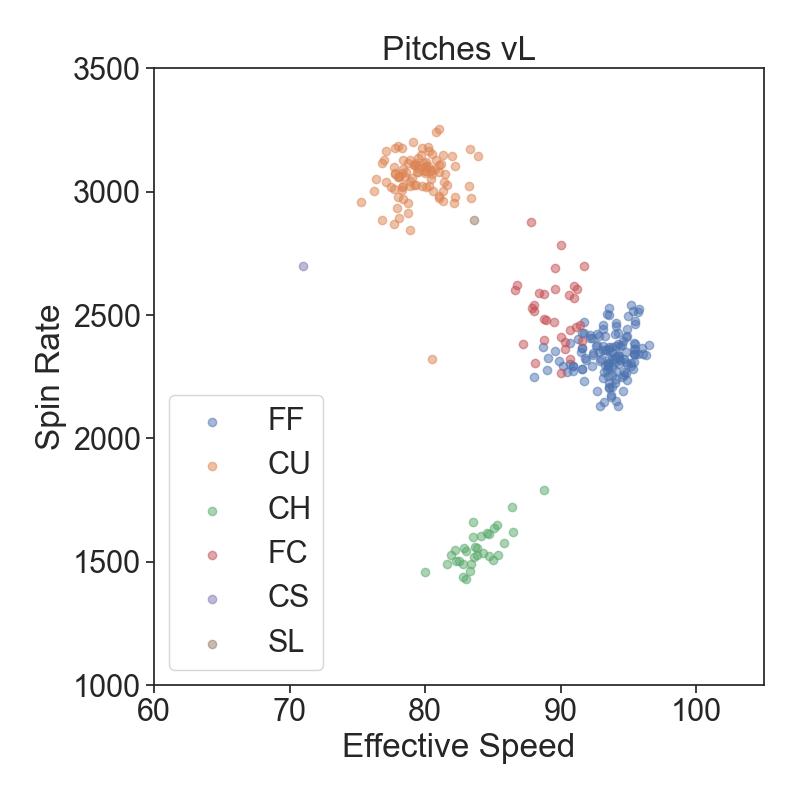 Pitches vL
3500
3000
2500
2000
1500
1000
Spin Rate
FF
CU
CH
FC
CS
SL
60 70 80 90 100
Effective Speed